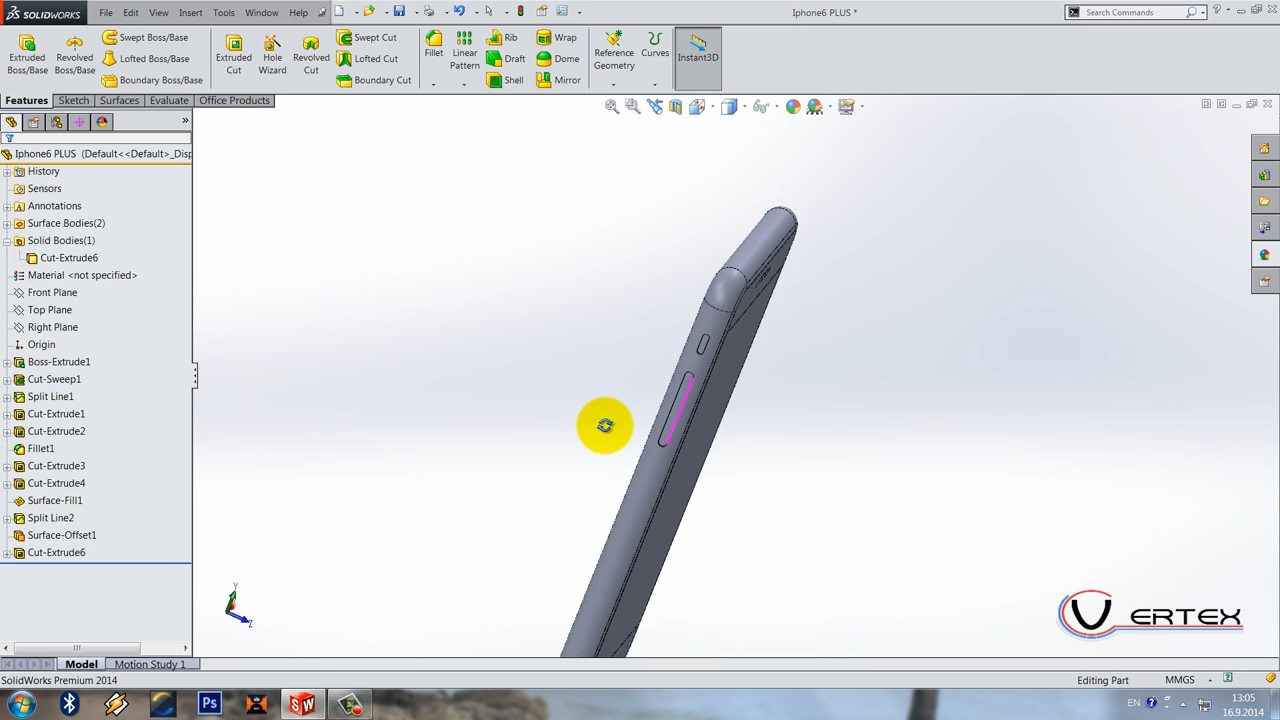 SOLIDWORKS
File
Edit
View
Insert
Tools
Window
Help
Iphone6 PLUS *
Search Commands
Extruded
Boss/Base
Revolved
Boss/Base
Swept Boss/Base
Lofted Boss/Base
Boundary Boss/Base
Extruded
Cut
Hole
Wizard
Revolved
Cut
Swept Cut
Lofted Cut
Boundary Cut
Fillet
Linear
Pattern
Rib
Draft
Shell
Wrap
Dome
Mirror
Reference
Geometry
Curves
Instant3D
Features
Sketch
Surfaces
Evaluate
Office Products
Iphone6 PLUS (Default<<Default>_Disp
History
Sensors
Annotations
Surface Bodies(2)
Solid Bodies(1)
Cut-Extrude6
Material <not specified>
Front Plane
Top Plane
Right Plane
Origin
Boss-Extrude1
Cut-Sweep1
Split Line1
Cut-Extrude1
Cut-Extrude2
Fillet1
Cut-Extrude3
Cut-Extrude4
Surface-Fill1
Split Line2
Surface-Offset1
Cut-Extrude6
Y
Z
VERTEX
Model
Motion Study 1
SolidWorks Premium 2014
Editing Part
MMGS
Ps
SW
EN
13:05
16.9.2014